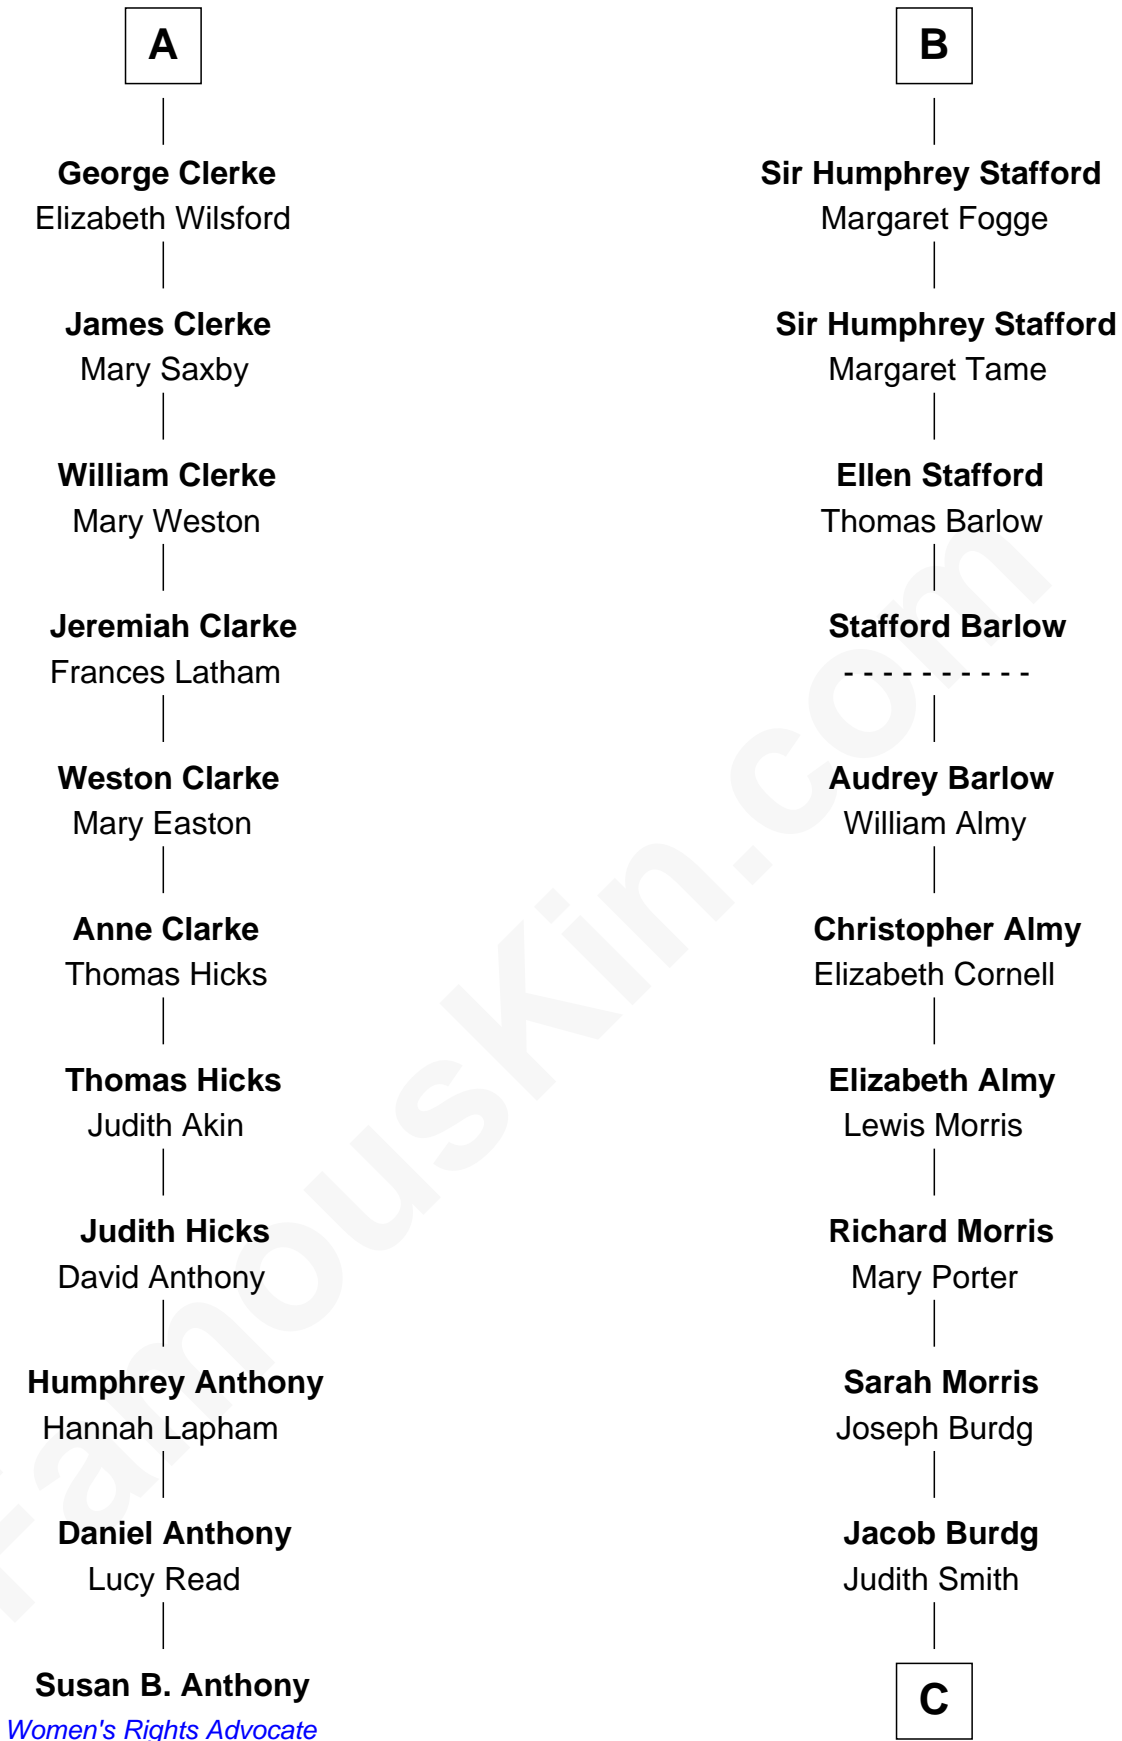 A
George Clerke
Elizabeth Wilsford
James Clerke
Mary Saxby
William Clerke
Mary Weston
Jeremiah Clarke
Frances Latham
Weston Clarke
Mary Easton
Anne Clarke
Thomas Hicks
Thomas Hicks
Judith Akin
Judith Hicks
David Anthony
Humphrey Anthony
Hannah Lapham
Daniel Anthony
Lucy Read
Susan B. Anthony
Women's Rights Advocate
B
Sir Humphrey Stafford
Margaret Fogge
Sir Humphrey Stafford
Margaret Tame
Ellen Stafford
Thomas Barlow
Stafford Barlow
- - - - - - - - - -
Audrey Barlow
William Almy
Christopher Almy
Elizabeth Cornell
Elizabeth Almy
Lewis Morris
Richard Morris
Mary Porter
Sarah Morris
Joseph Burdg
Jacob Burdg
Judith Smith
C
FamousKin.com